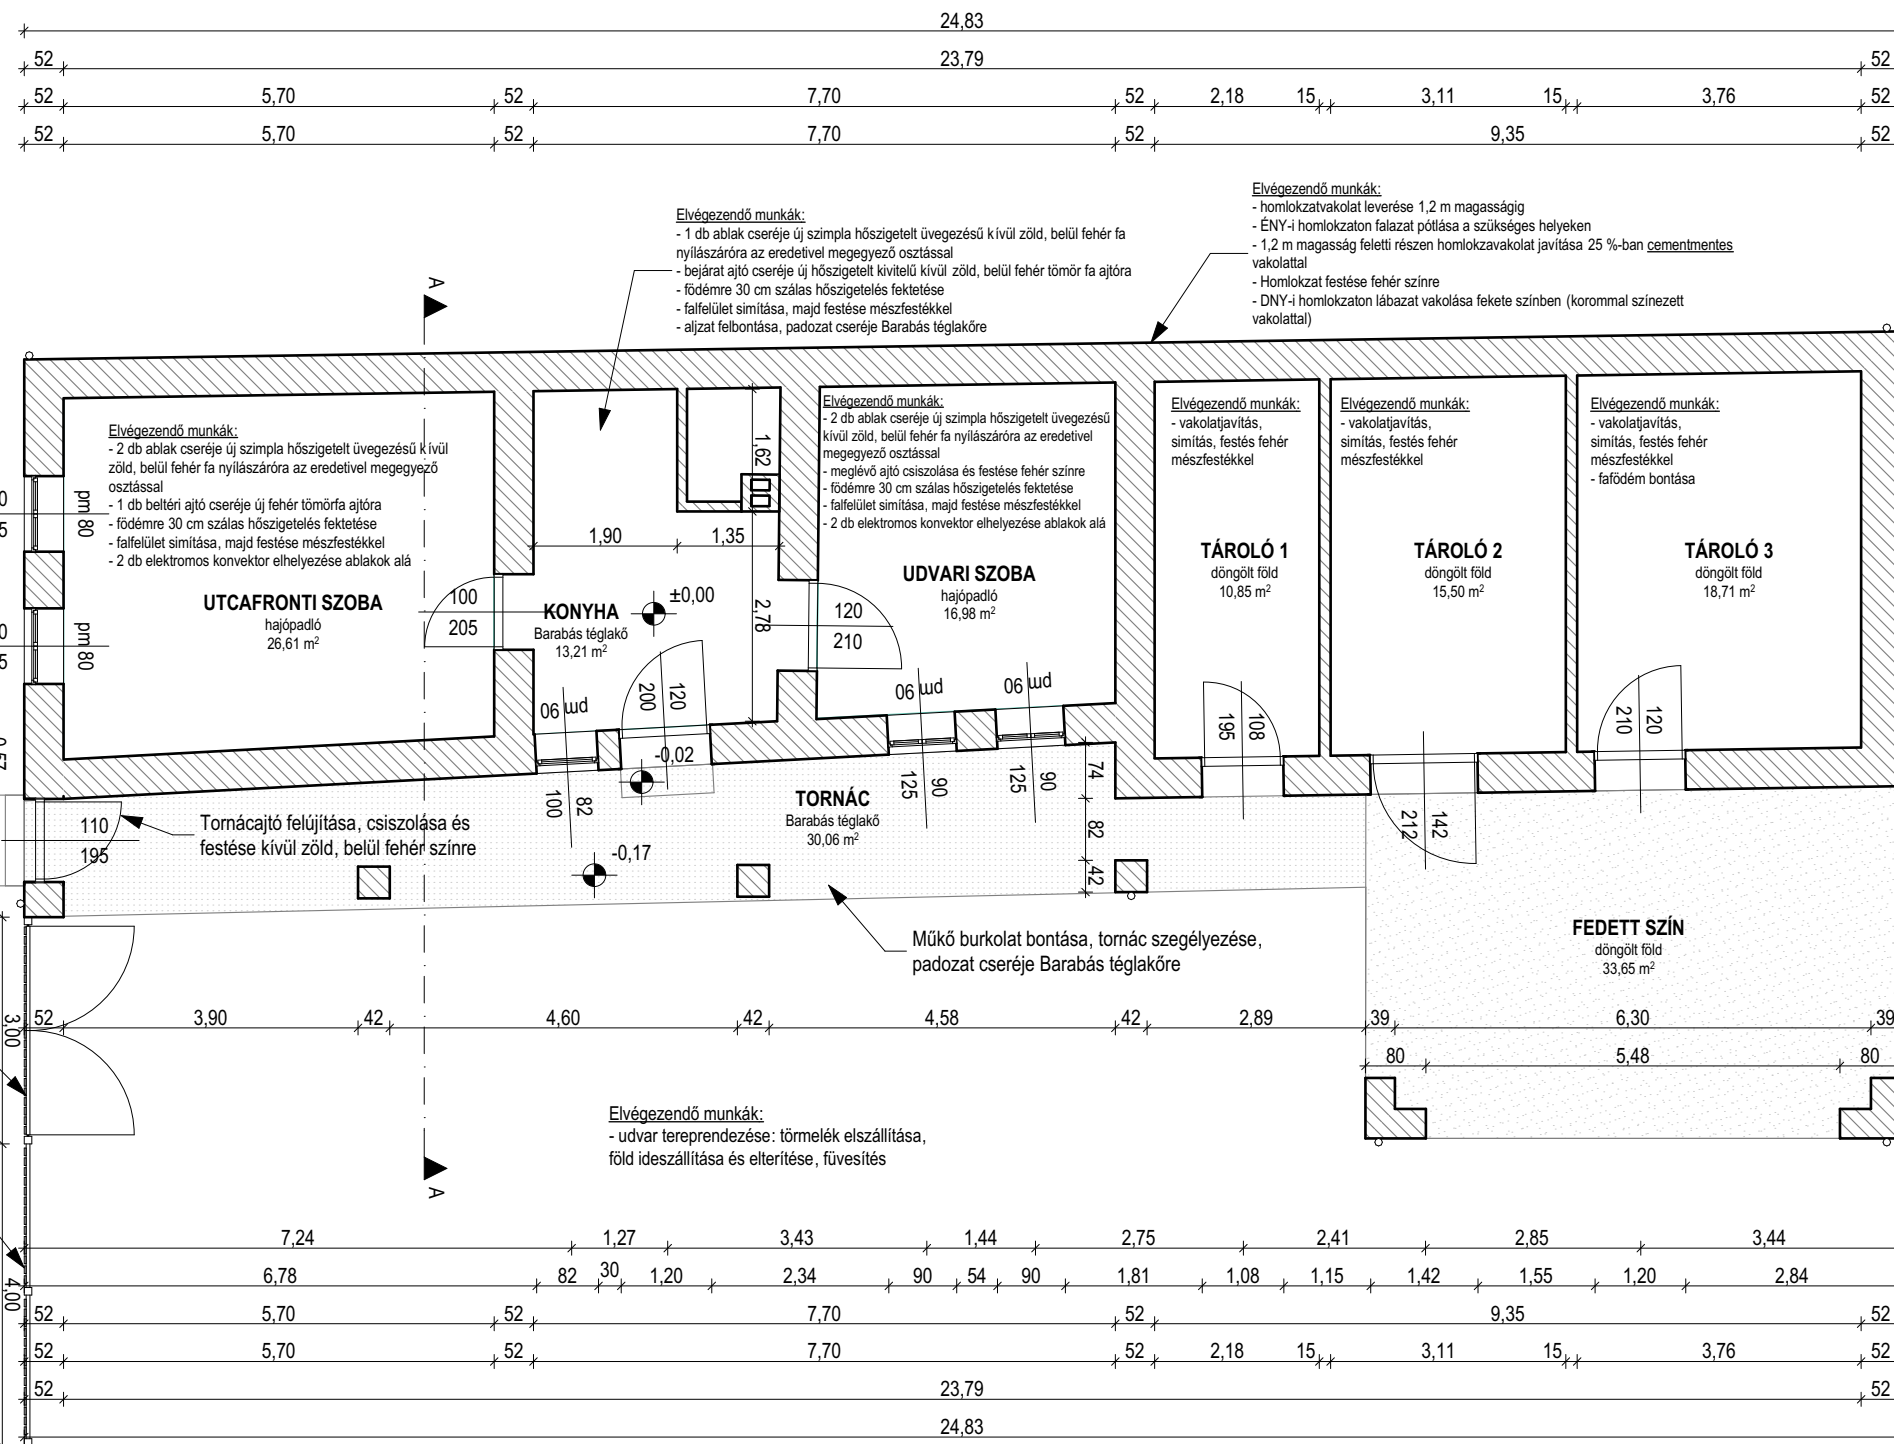 24,83
52 23,79 52
52 5,70 52 7,70 52 2,18 15 3,11 15 3,76 52
52 5,70 52 7,70 52 9,35 52
Elvégezendő munkák:
- homlokzatvakolat leverése 1,2 m magasságig
- ÉNY-i homlokzaton falazat pótlása a szükséges helyeken
- 1,2 m magasság feletti részen homlokzavakolat javítása 25 %-ban cementmentes
vakolattal
- Homlokzat festése fehér színre
- DNY-i homlokzaton lábazat vakolása fekete színben (korommal színezett
vakolattal)
Elvégezendő munkák:
- 1 db ablak cseréje új szimpla hőszigetelt üvegezésű kívül zöld, belül fehér fa
nyílászáróra az eredetivel megegyező osztással
- bejárat ajtó cseréje új hőszigetelt kivitelű kívül zöld, belül fehér tömör fa ajtóra
- födémre 30 cm szálas hőszigetelés fektetése
- falfelület simítása, majd festése mészfestékkel
- aljzat felbontása, padozat cseréje Barabás téglakőre
A
Elvégezendő munkák:
- 2 db ablak cseréje új szimpla hőszigetelt üvegezésű kívül
zöld, belül fehér fa nyílászáróra az eredetivel megegyező
osztással
- 1 db beltéri ajtó cseréje új fehér tömörfa ajtóra
- födémre 30 cm szálas hőszigetelés fektetése
- falfelület simítása, majd festése mészfestékkel
- 2 db elektromos konvektor elhelyezése ablakok alá
UTCAFRONTI SZOBA
hajópadló
26,61 m²
pm 80
pm 80
100
205
1,62
1,90 1,35
2,78
KONYHA
Barabás téglakő
13,21 m²
±0,00
Elvégezendő munkák:
- 2 db ablak cseréje új szimpla hőszigetelt üvegezésű
kívül zöld, belül fehér fa nyílászáróra az eredetivel
megegyező osztással
- meglévő ajtó csiszolása és festése fehér színre
- födémre 30 cm szálas hőszigetelés fektetése
- falfelület simítása, majd festése mészfestékkel
- 2 db elektromos konvektor elhelyezése ablakok alá
UDVARI SZOBA
hajópadló
16,98 m²
120
210
pm 90
120
200
pm 90
pm 90
Elvégezendő munkák:
- vakolatjavítás,
simítás, festés fehér
mészfestékkel
TÁROLÓ 1
döngölt föld
10,85 m²
108
195
Elvégezendő munkák:
- vakolatjavítás,
simítás, festés fehér
mészfestékkel
TÁROLÓ 2
döngölt föld
15,50 m²
142
212
Elvégezendő munkák:
- vakolatjavítás,
simítás, festés fehér
mészfestékkel
- fafödém bontása
TÁROLÓ 3
döngölt föld
18,71 m²
120
210
-0,02
82
100
90
125
90
125
74
82
42
110
195
Tornácajtó felújítása, csiszolása és
festése kívül zöld, belül fehér színre
TORNÁC
Barabás téglakő
30,06 m²
-0,17
Műkő burkolat bontása, tornác szegélyezése,
padozat cseréje Barabás téglakőre
FEDETT SZÍN
döngölt föld
33,65 m²
3,00
52 3,90 42 4,60 42 4,58 42 2,89 39 6,30 39
80 5,48 80
Elvégezendő munkák:
- udvar tereprendezése: törmelék elszállítása,
föld ideszállítása és elterítése, füvesítés
A
4,00
7,24 1,27 3,43 1,44 2,75 2,41 2,85 3,44
6,78 82 30 1,20 2,34 90 54 90 1,81 1,08 1,15 1,42 1,55 1,20 2,84
52 5,70 52 7,70 52 9,35 52
52 5,70 52 7,70 52 2,18 15 3,11 15 3,76 52
52 23,79 52
24,83